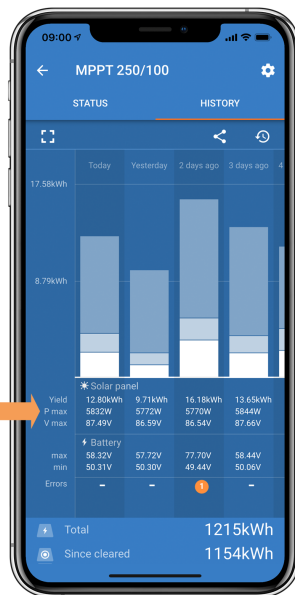 09:00
MPPT 250/100
STATUS HISTORY
Today Yesterday 2 days ago 3 days ago 4
17.58kWh
8.79kWh
Solar panel
Yield 12.80kWh 9.71kWh 16.18kWh 13.65kWh
P max 5832W 5772W 5770W 5844W
V max 87.49V 86.59V 86.54V 87.66V
Battery
max 58.32V 57.72V 77.70V 58.44V
min 50.31V 50.30V 49.44V 50.06V
Errors – – 1 –
Total 1215kWh
Since cleared 1154kWh